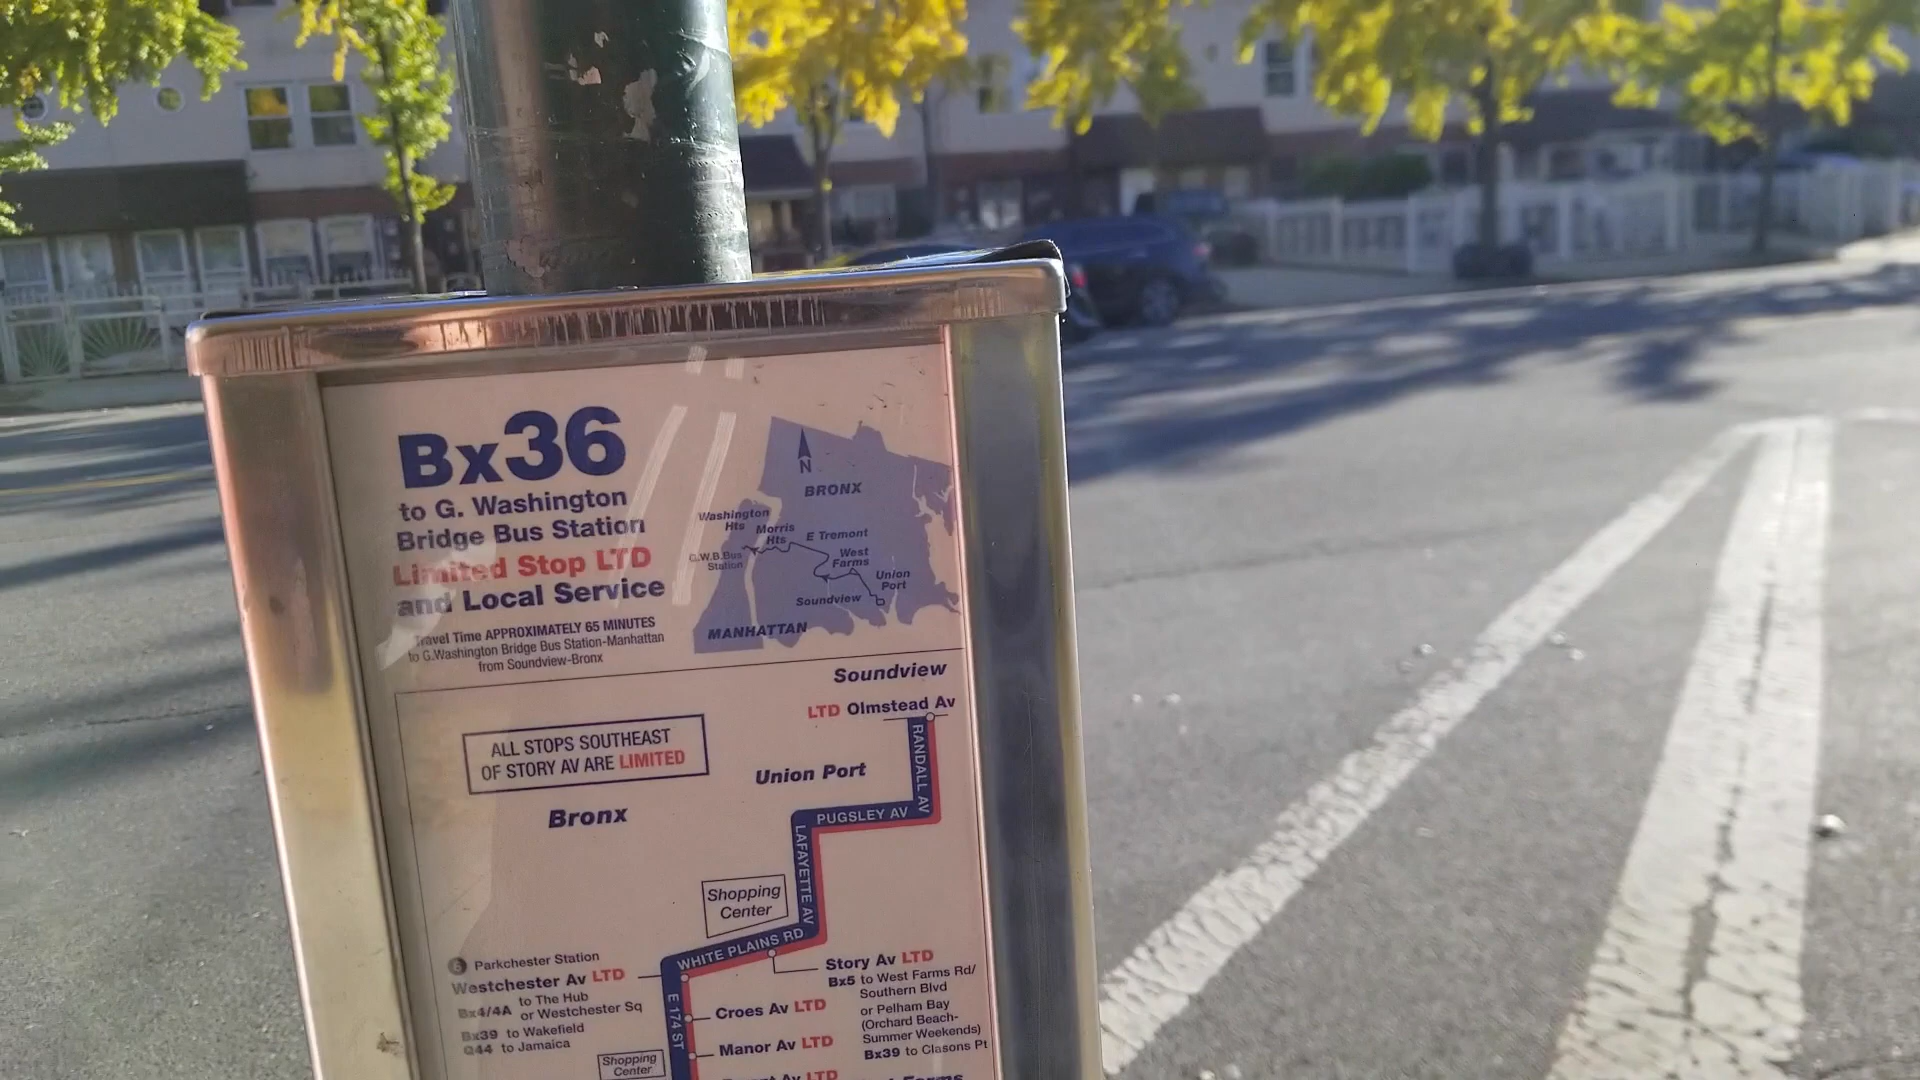 Bx36
to G. Washington
Bridge Bus Station
Limited Stop LTD
and Local Service
Travel Time APPROXIMATELY 65 MINUTES
to G.Washington Bridge Bus Station-Manhattan
from Soundview-Bronx
N
BRONX
Washington
Hts
Morris
Hts
E Tremont
G.W.B.Bus
Station
West
Farms
Union
Port
Soundview
MANHATTAN
Soundview
LTD Olmstead Av
RANDALL AV
ALL STOPS SOUTHEAST
OF STORY AV ARE LIMITED
Union Port
Bronx
PUGSLEY AV
LAFAYETTE AV
Shopping
Center
WHITE PLAINS RD
6 Parkchester Station
Westchester Av LTD
Bx4/4A to The Hub
or Westchester Sq
Bx39 to Wakefield
Q44 to Jamaica
E 174 ST
Story Av LTD
Bx5 to West Farms Rd/
Southern Blvd
or Pelham Bay
(Orchard Beach-
Summer Weekends)
Bx39 to Clasons Pt
Croes Av LTD
Manor Av LTD
Shopping
Center
Av LTD
Farms